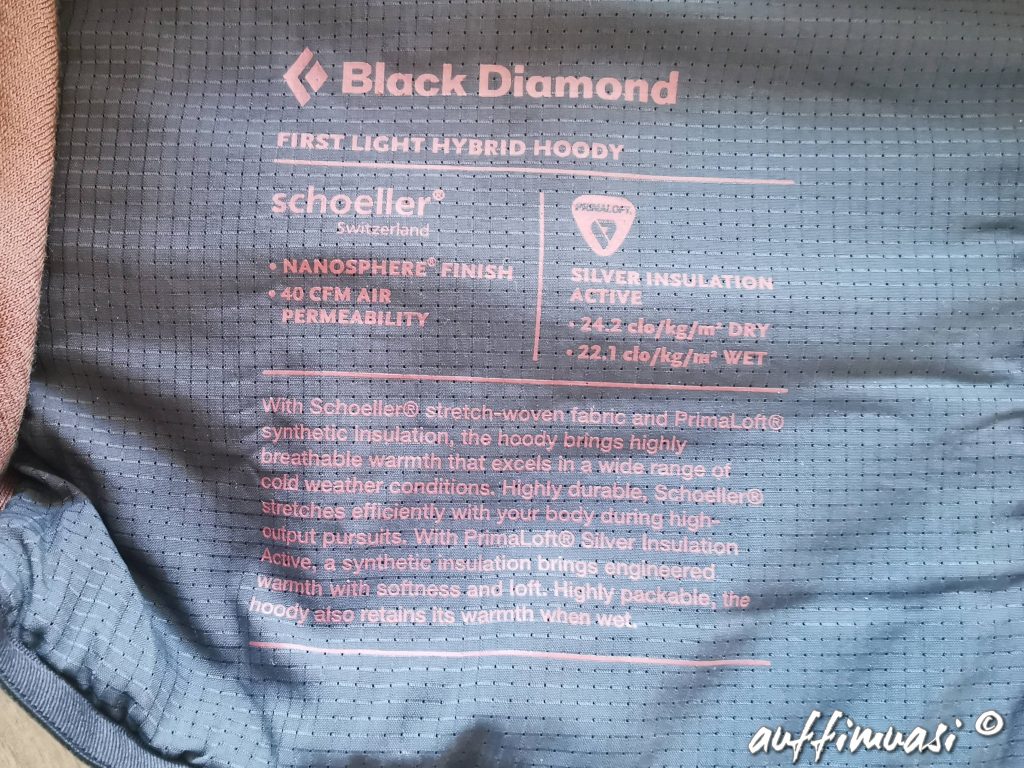 Black Diamond
FIRST LIGHT HYBRID HOODY
schoeller®
Switzerland
• NANOSPHERE® FINISH
• 40 CFM AIR
PERMEABILITY
PRIMALOFT
SILVER INSULATION
ACTIVE
• 24.2 clo/kg/m² DRY
• 22.1 clo/kg/m² WET
With Schoeller® stretch-woven fabric and PrimaLoft®
synthetic Insulation, the hoody brings highly
breathable warmth that excels in a wide range of
cold weather conditions. Highly durable, Schoeller®
stretches efficiently with your body during high-
output pursuits. With PrimaLoft® Silver Insulation
Active, a synthetic insulation brings engineered
warmth with softness and loft. Highly packable, the
hoody also retains its warmth when wet.
auffimuasi ©